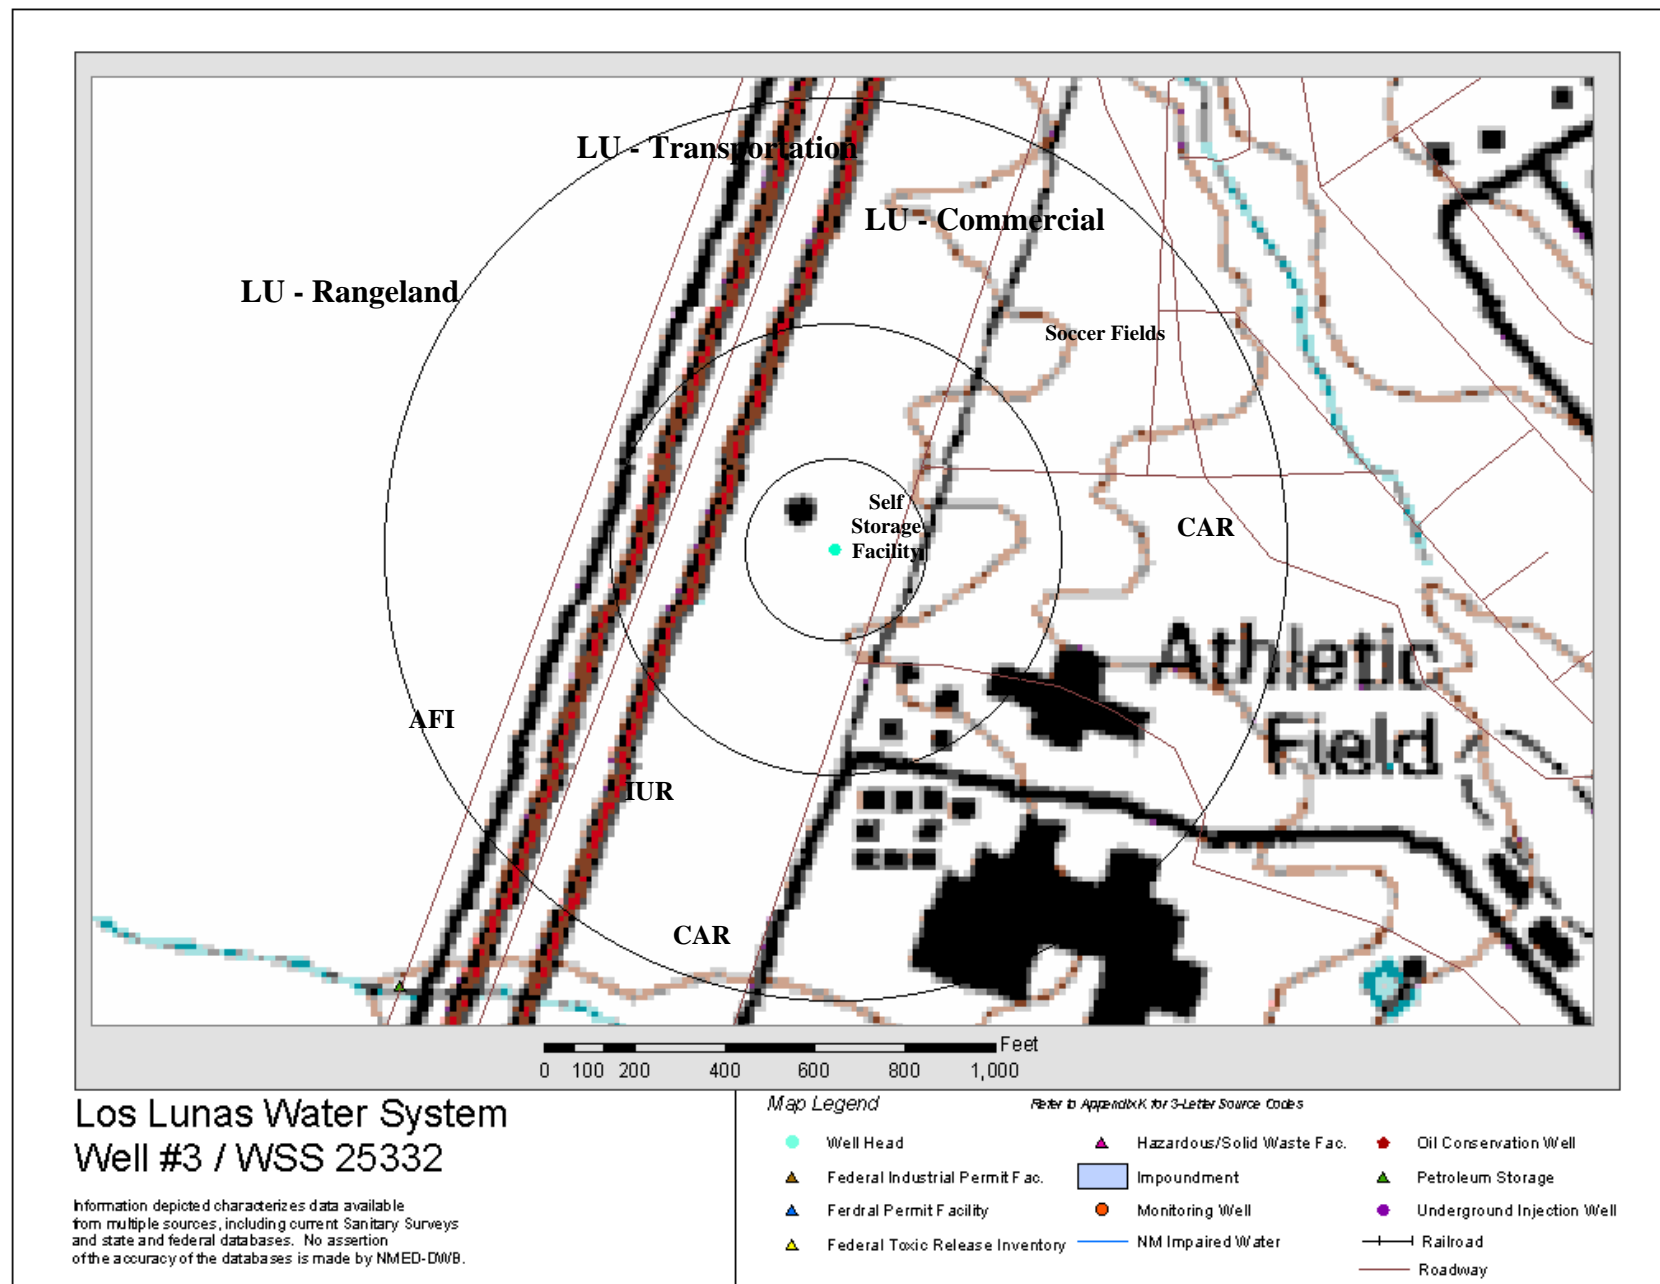 LU - Transportation
LU - Commercial
LU - Rangeland
Soccer Fields
Self
Storage
Facility
CAR
Athletic
Field
AFI
IUR
CAR
Feet
0 100 200 400 600 800 1,000
Los Lunas Water System
Well #3 / WSS 25332
Information depicted characterizes data available
from multiple sources, including current Sanitary Surveys
and state and federal databases. No assertion
of the accuracy of the databases is made by NMED-DWB.
Map Legend
Refer to Appendix K for 3-Letter Source Codes
Well Head
Federal Industrial Permit Fac.
Ferdral Permit Facility
Federal Toxic Release Inventory
Hazardous/Solid Waste Fac.
Impoundment
Monitoring Well
NM Impaired Water
Oil Conservation Well
Petroleum Storage
Underground Injection Well
Railroad
Roadway